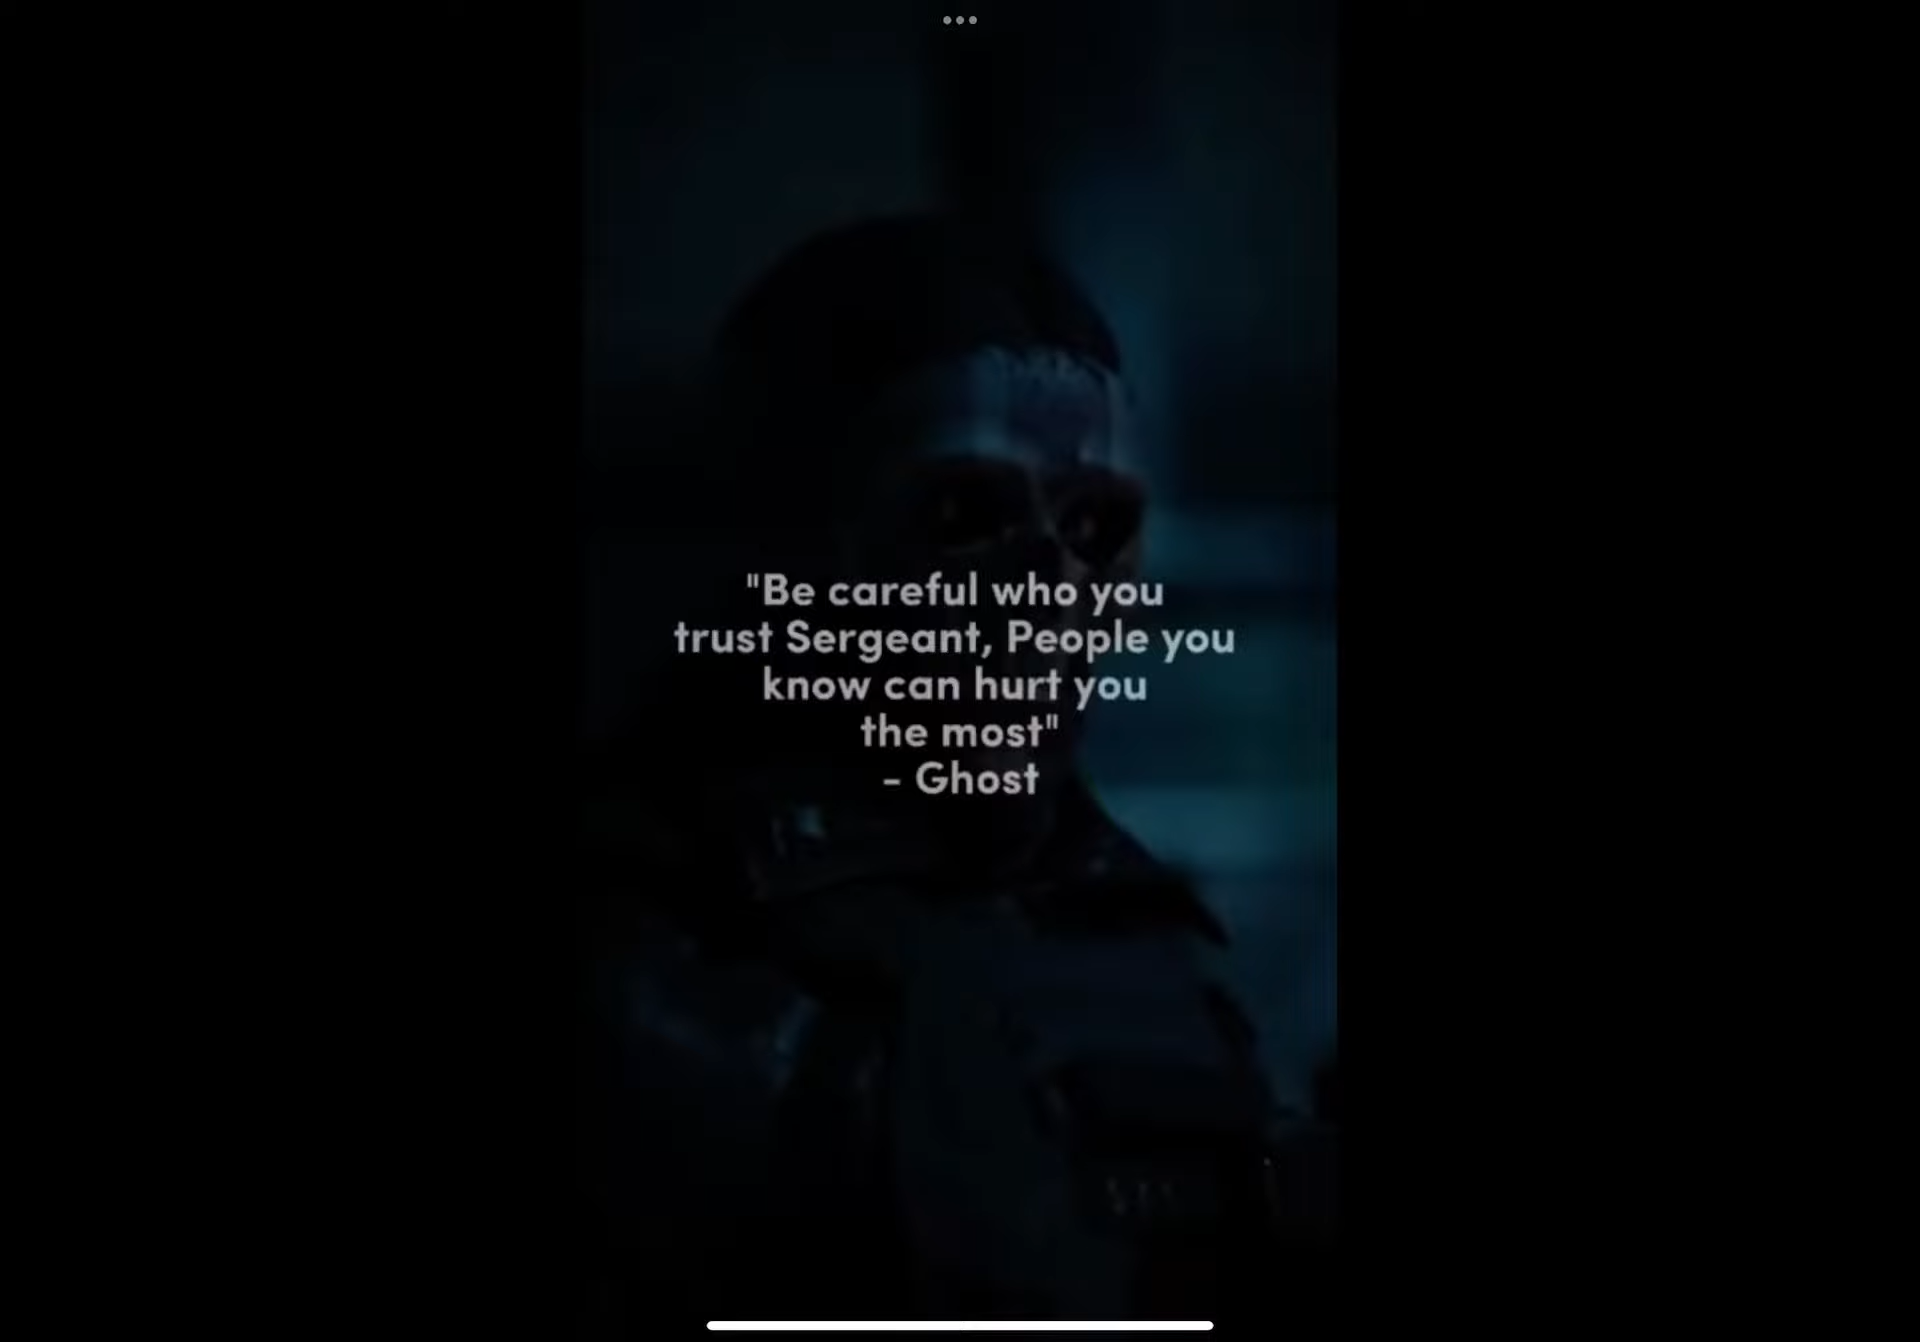 "Be careful who you
trust Sergeant, People you
know can hurt you
the most"
- Ghost